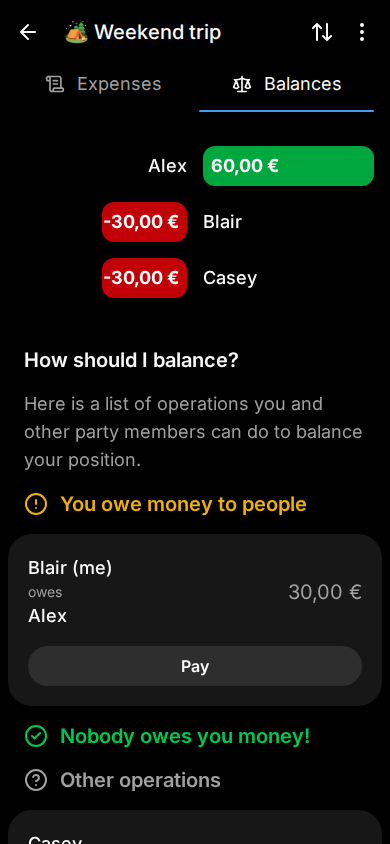 🏕️ Weekend trip
Expenses
Balances
Alex
60,00 €
-30,00 €
Blair
-30,00 €
Casey
How should I balance?
Here is a list of operations you and
other party members can do to balance
your position.
You owe money to people
Blair (me)
owes
30,00 €
Alex
Pay
Nobody owes you money!
Other operations
Casey